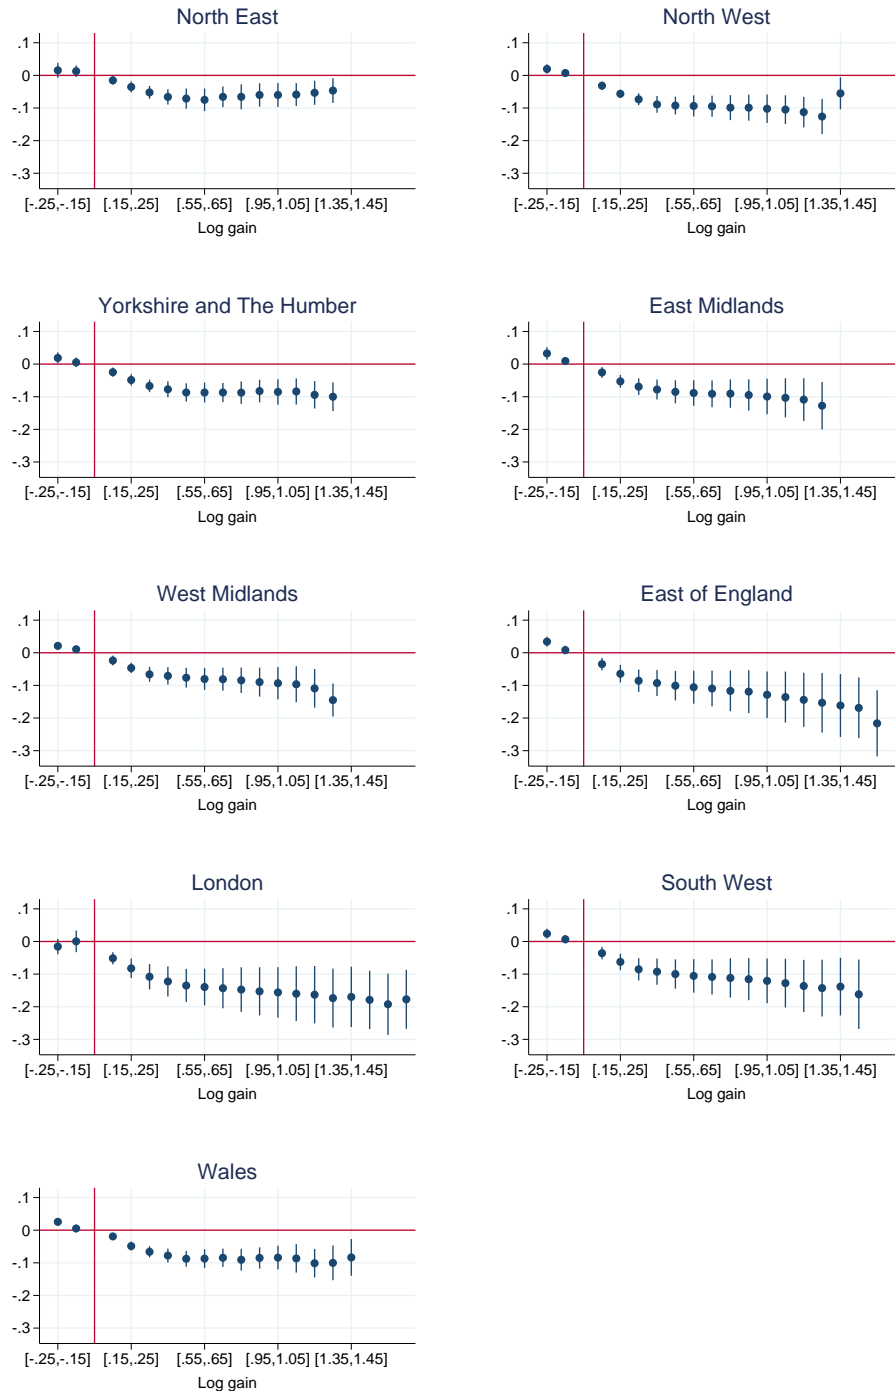 North East
.1
0
-.1
-.2
-.3
[-.25,-.15] [.15,.25] [.55,.65] [.95,1.05] [1.35,1.45]
Log gain
North West
.1
0
-.1
-.2
-.3
[-.25,-.15] [.15,.25] [.55,.65] [.95,1.05] [1.35,1.45]
Log gain
Yorkshire and The Humber
.1
0
-.1
-.2
-.3
[-.25,-.15] [.15,.25] [.55,.65] [.95,1.05] [1.35,1.45]
Log gain
East Midlands
.1
0
-.1
-.2
-.3
[-.25,-.15] [.15,.25] [.55,.65] [.95,1.05] [1.35,1.45]
Log gain
West Midlands
.1
0
-.1
-.2
-.3
[-.25,-.15] [.15,.25] [.55,.65] [.95,1.05] [1.35,1.45]
Log gain
East of England
.1
0
-.1
-.2
-.3
[-.25,-.15] [.15,.25] [.55,.65] [.95,1.05] [1.35,1.45]
Log gain
London
.1
0
-.1
-.2
-.3
[-.25,-.15] [.15,.25] [.55,.65] [.95,1.05] [1.35,1.45]
Log gain
South West
.1
0
-.1
-.2
-.3
[-.25,-.15] [.15,.25] [.55,.65] [.95,1.05] [1.35,1.45]
Log gain
Wales
.1
0
-.1
-.2
-.3
[-.25,-.15] [.15,.25] [.55,.65] [.95,1.05] [1.35,1.45]
Log gain